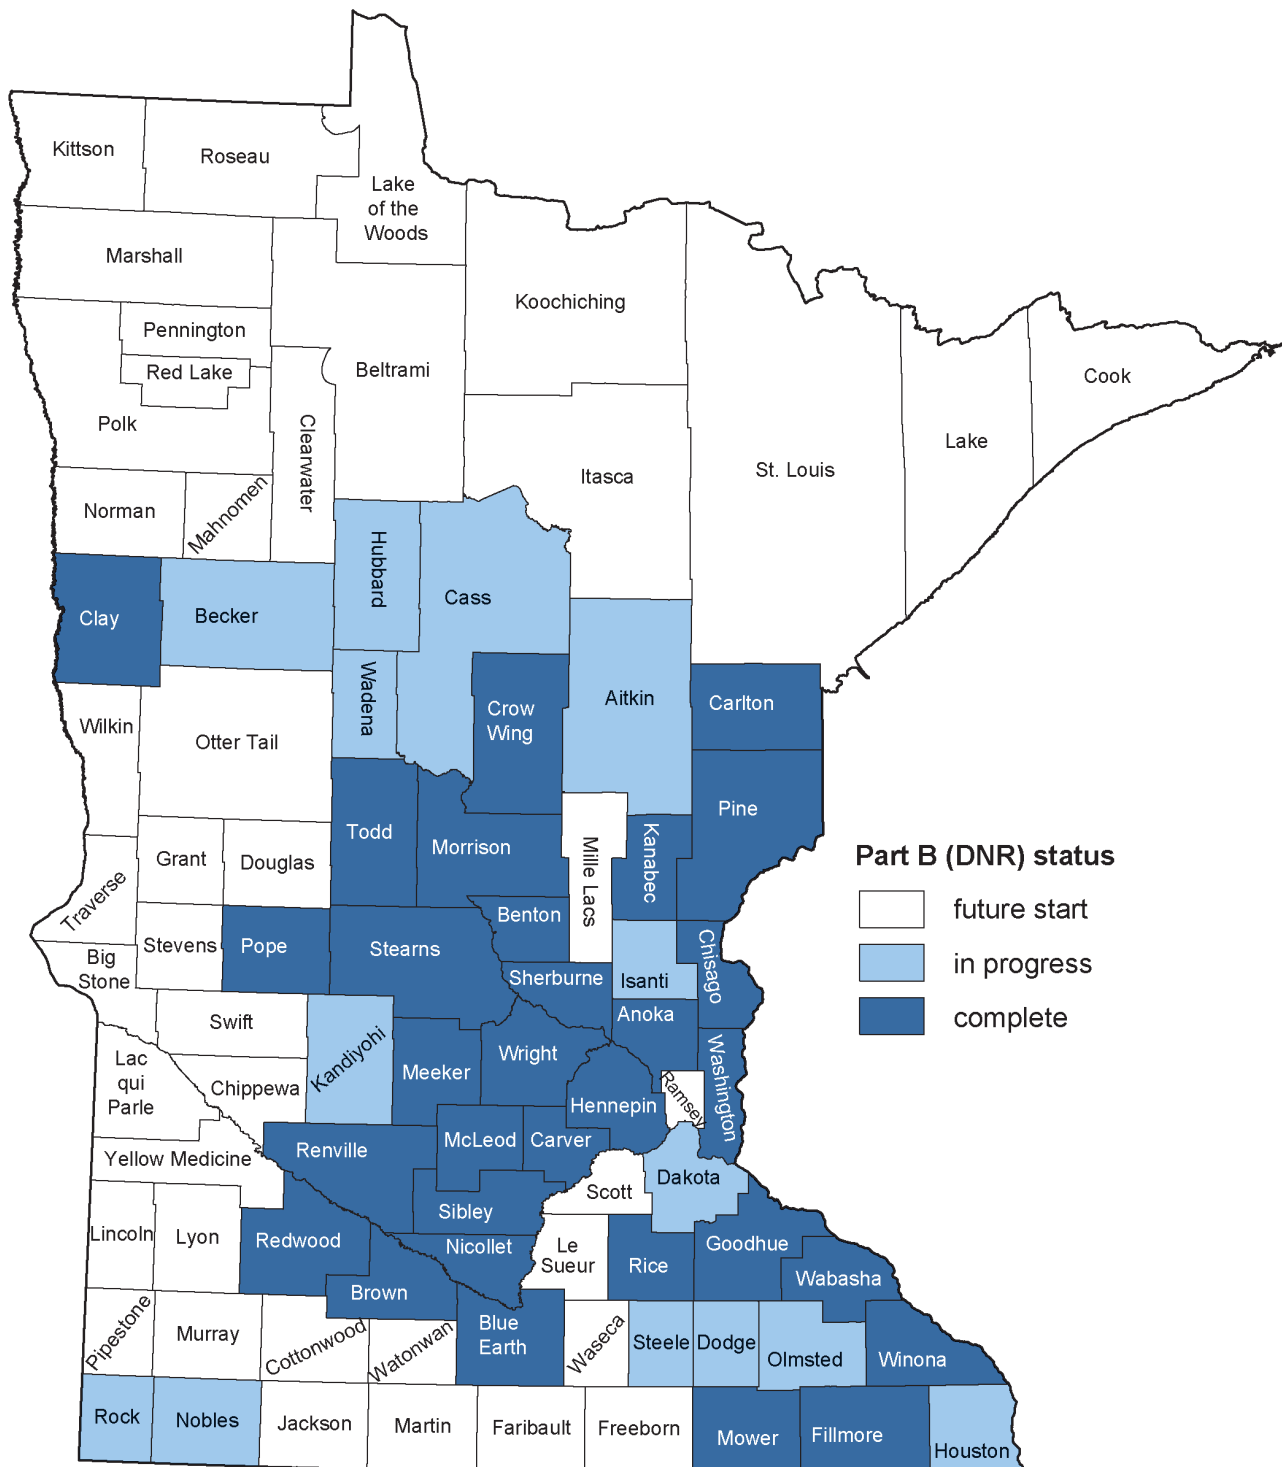 Kittson
Roseau
Lake
of the
Woods
Marshall
Koochiching
Pennington
Red Lake
Beltrami
Cook
Polk
Clearwater
Lake
St. Louis
Itasca
Norman
Mahnomen
Hubbard
Cass
Clay
Becker
Wadena
Aitkin
Crow
Wing
Carlton
Wilkin
Otter Tail
Pine
Todd
Morrison
Mille Lacs
Kanabec
Grant
Douglas
Traverse
Part B (DNR) status
future start
in progress
complete
Benton
Stevens
Pope
Stearns
Big
Stone
Sherburne
Isanti
Chisago
Swift
Anoka
Kandiyohi
Wright
Washington
Lac
qui
Parle
Chippewa
Meeker
Hennepin
Ramsey
McLeod
Carver
Yellow Medicine
Renville
Dakota
Scott
Sibley
Lincoln
Lyon
Redwood
Nicollet
Le
Sueur
Rice
Goodhue
Brown
Wabasha
Pipestone
Murray
Cottonwood
Watonwan
Blue
Earth
Waseca
Steele
Dodge
Olmsted
Winona
Rock
Nobles
Jackson
Martin
Faribault
Freeborn
Mower
Fillmore
Houston